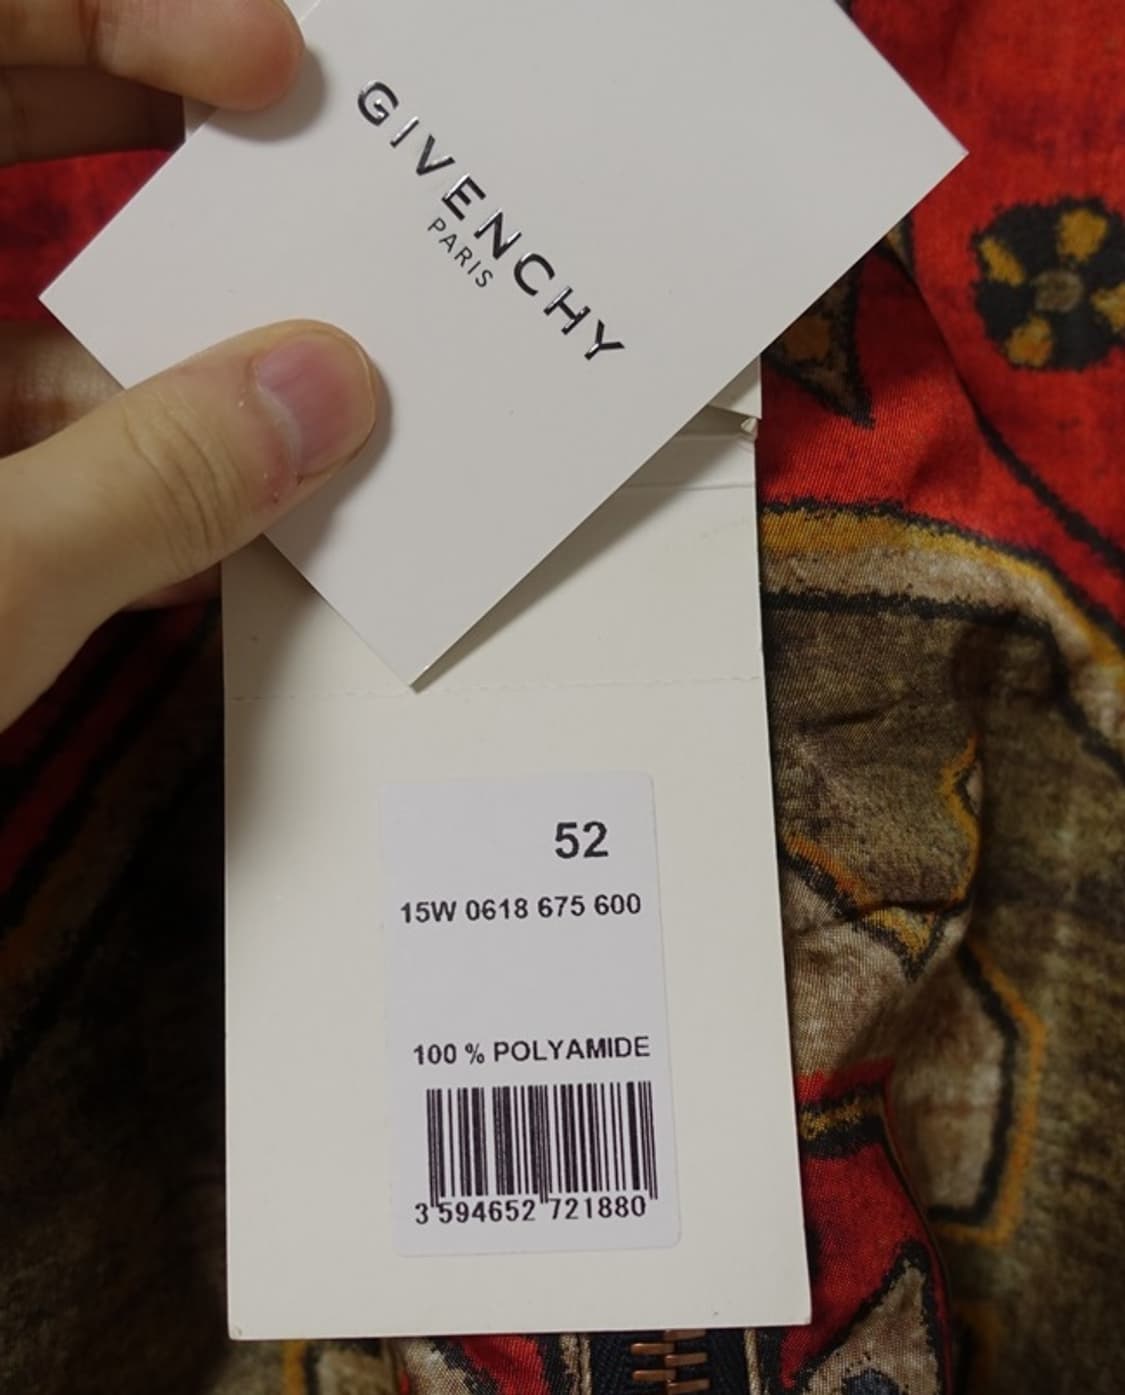 GIVENCHY
PARIS
52
15W 0618 675 600
100 % POLYAMIDE
3 594652 721880